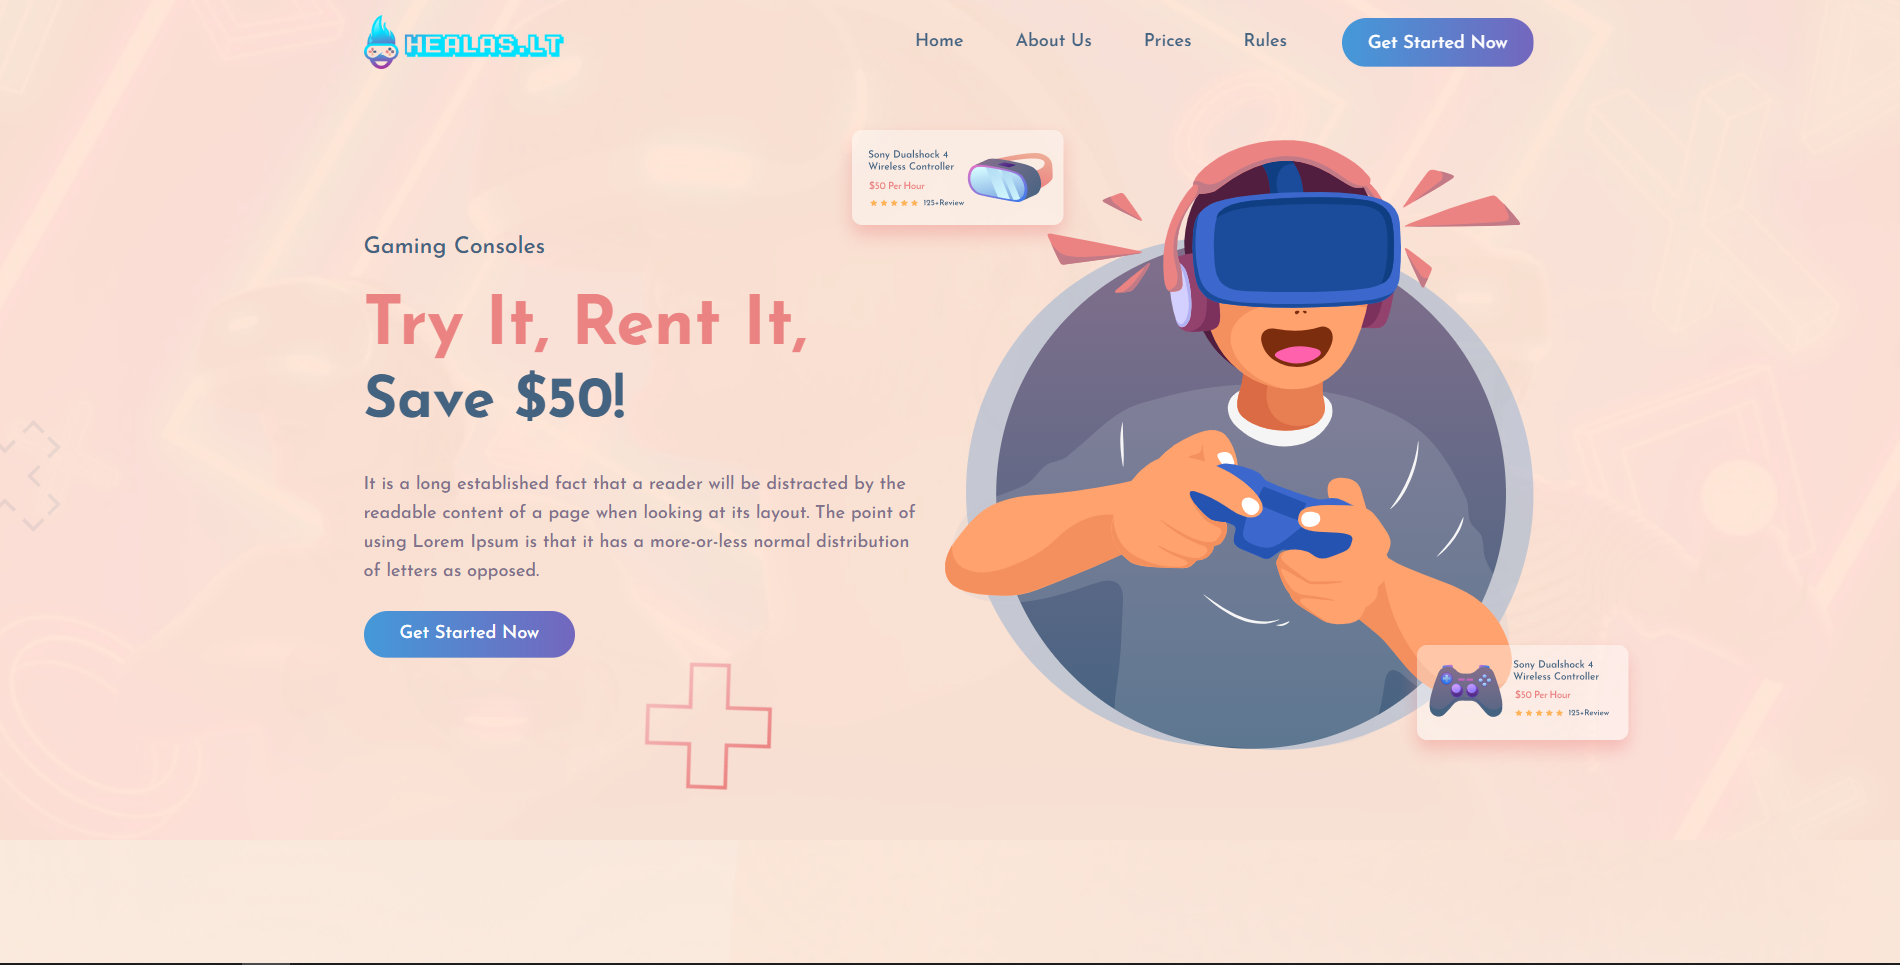 HEALAS.LT
Home
About Us
Prices
Rules
Get Started Now
Sony Dualshock 4
Wireless Controller
$50 Per Hour
125+Review
Gaming Consoles
Try It, Rent It,
Save $50!
It is a long established fact that a reader will be distracted by the
readable content of a page when looking at its layout. The point of
using Lorem Ipsum is that it has a more-or-less normal distribution
of letters as opposed.
Get Started Now
Sony Dualshock 4
Wireless Controller
$50 Per Hour
125+Review